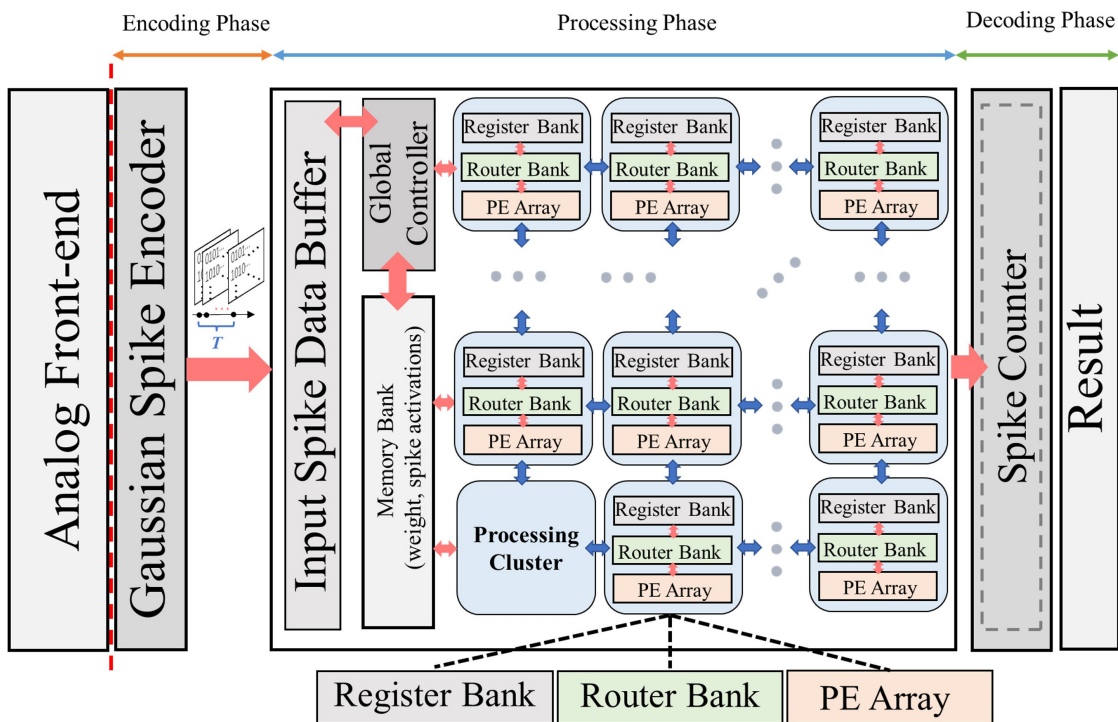 Encoding Phase
Processing Phase
Decoding Phase
Analog Front-end
Gaussian Spike Encoder
0101···
1010···
T
Input Spike Data Buffer
Global
Controller
Memory Bank
(weight, spike activations)
Register Bank
Router Bank
PE Array
Register Bank
Router Bank
PE Array
Register Bank
Router Bank
PE Array
Register Bank
Router Bank
PE Array
Register Bank
Router Bank
PE Array
Register Bank
Router Bank
PE Array
Processing
Cluster
Register Bank
Router Bank
PE Array
Register Bank
Router Bank
PE Array
Spike Counter
Result
Register Bank
Router Bank
PE Array